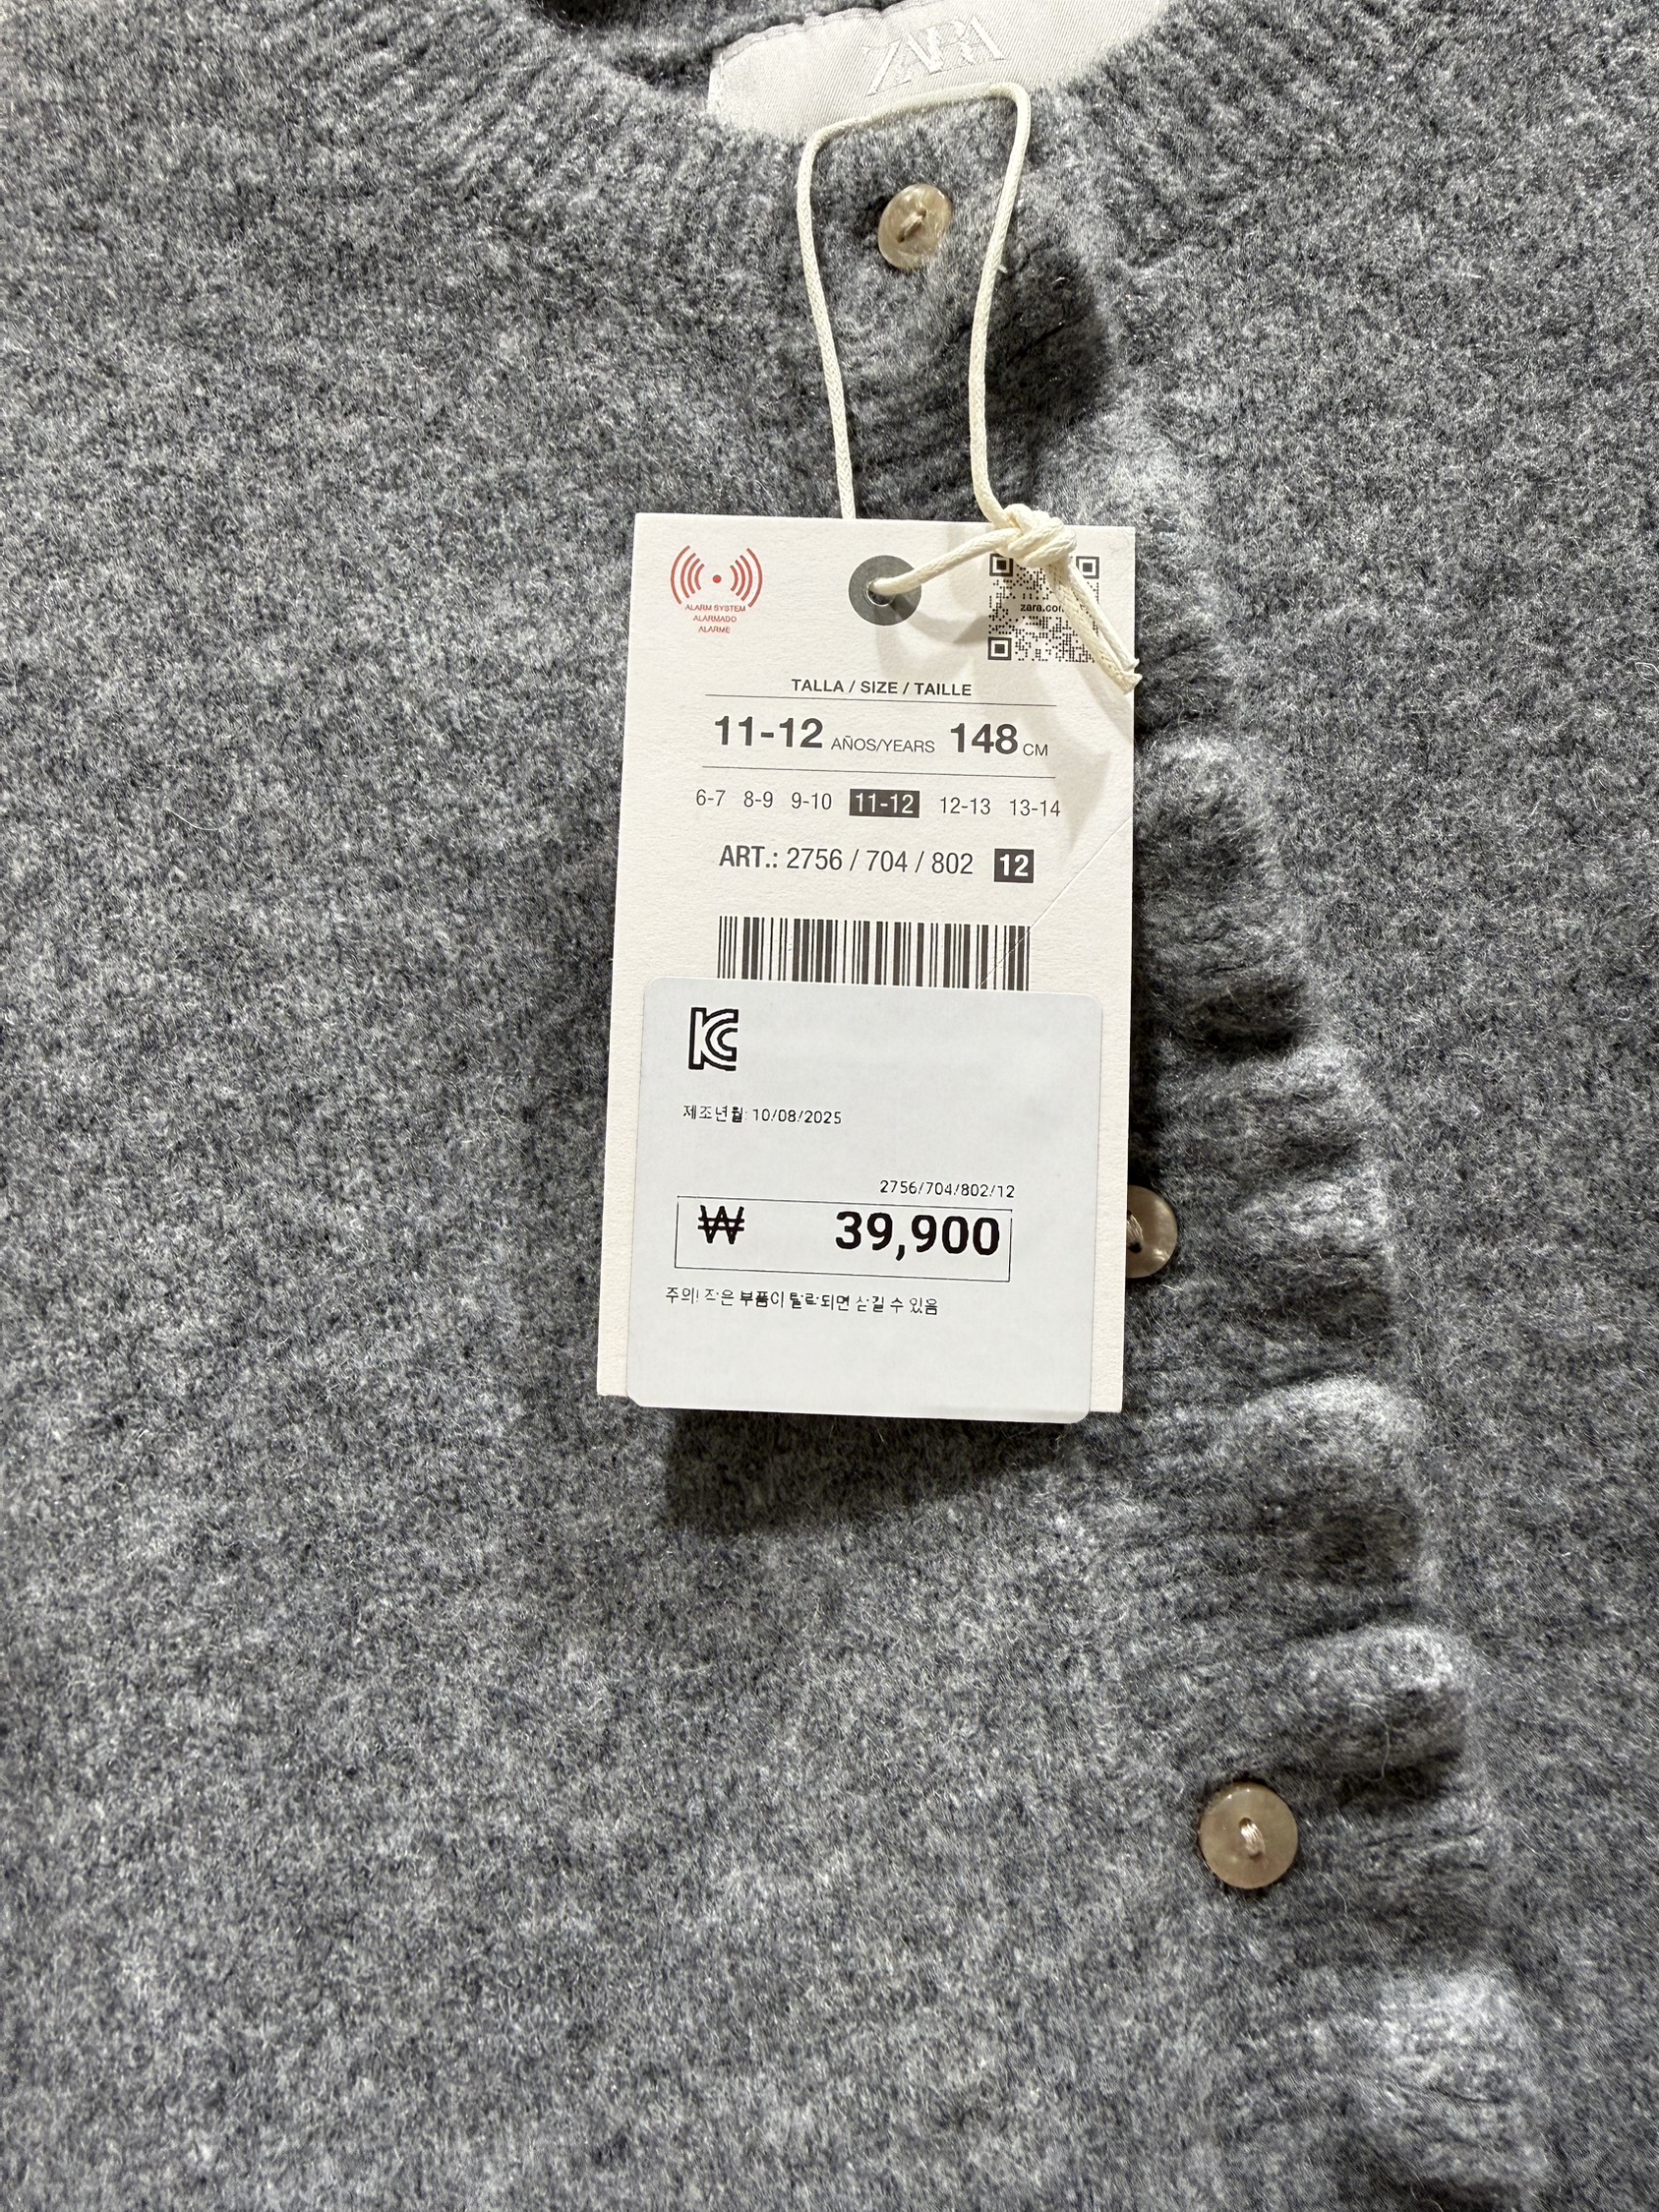 ZARA
ALARM SYSTEM
ALARMADO
ALARME
zara.com
TALLA / SIZE / TAILLE
11-12 AÑOS/YEARS 148 CM
6-7 8-9 9-10 11-12 12-13 13-14
ART.: 2756 / 704 / 802 12
KC
제조년월: 10/08/2025
2756/704/802/12
₩ 39,900
주의! 작은 부품이 탈락되면 삼킬 수 있음